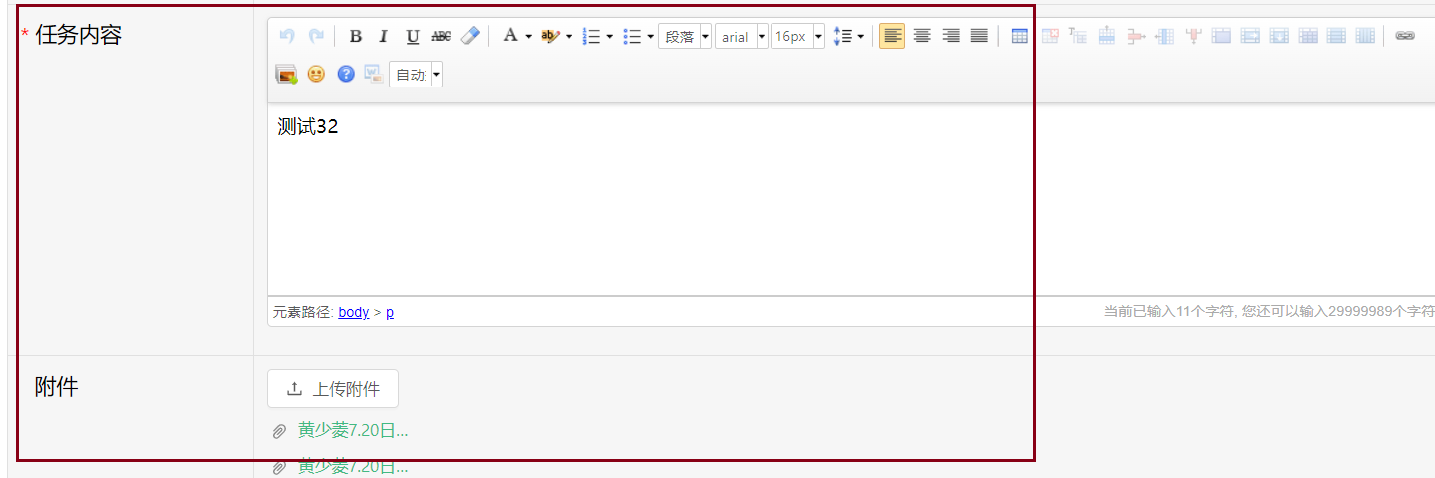 * 任务内容
B I U ABC A ab 段落 arial 16px
自动
测试32
元素路径: body > p
当前已输入11个字符, 您还可以输入29999989个字符
附件
上传附件
黄少菱7.20日...
黄少菱7.20日...